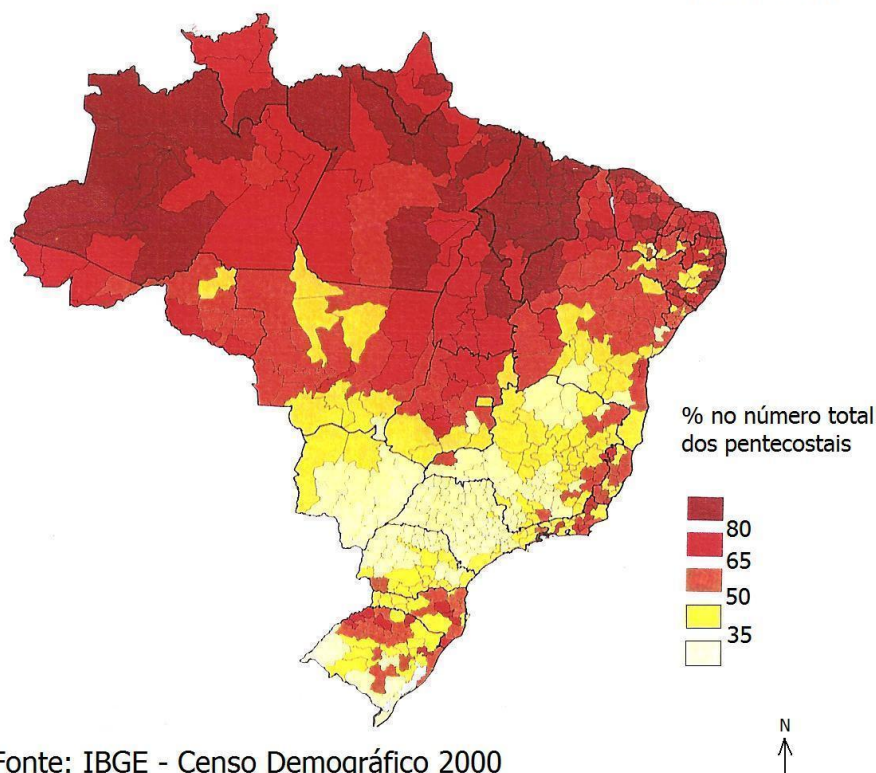 % no número total
dos pentecostais
80
65
50
35
N
Fonte: IBGE - Censo Demográfico 2000